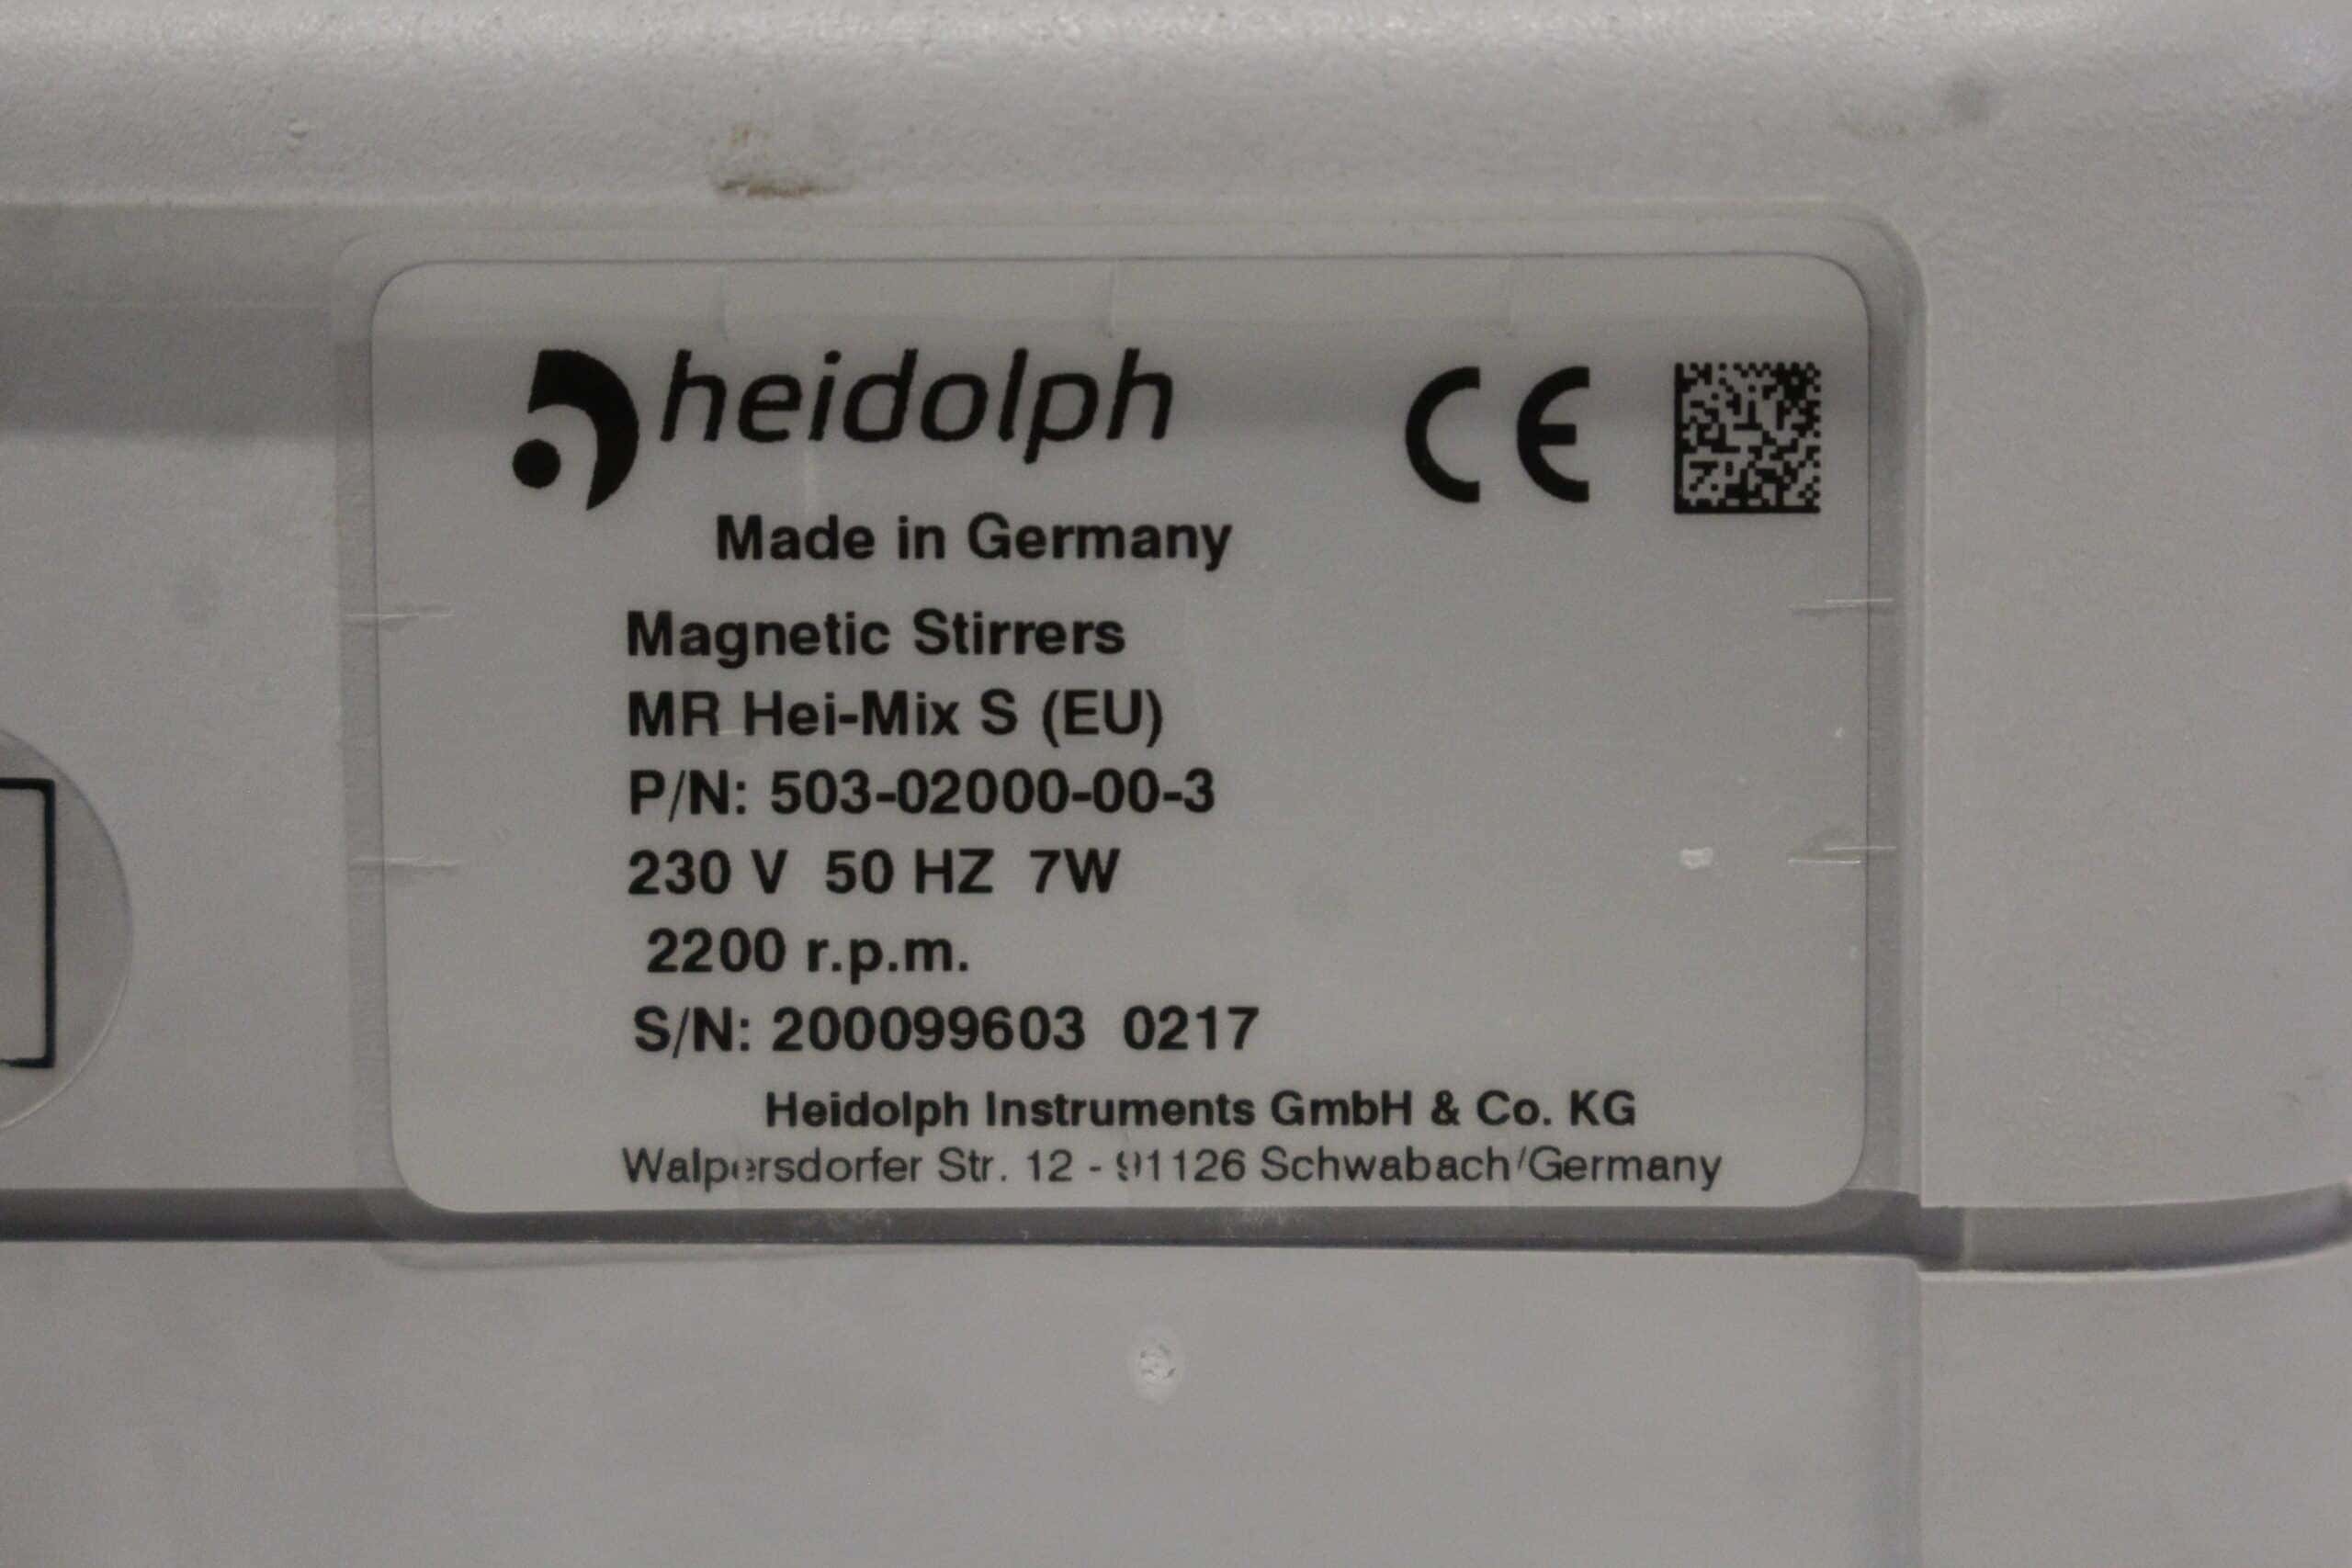 heidolph CE
Made in Germany
Magnetic Stirrers
MR Hei-Mix S (EU)
P/N: 503-02000-00-3
230 V 50 HZ 7W
2200 r.p.m.
S/N: 200099603 0217
Heidolph Instruments GmbH & Co. KG
Walpersdorfer Str. 12 - 91126 Schwabach/Germany